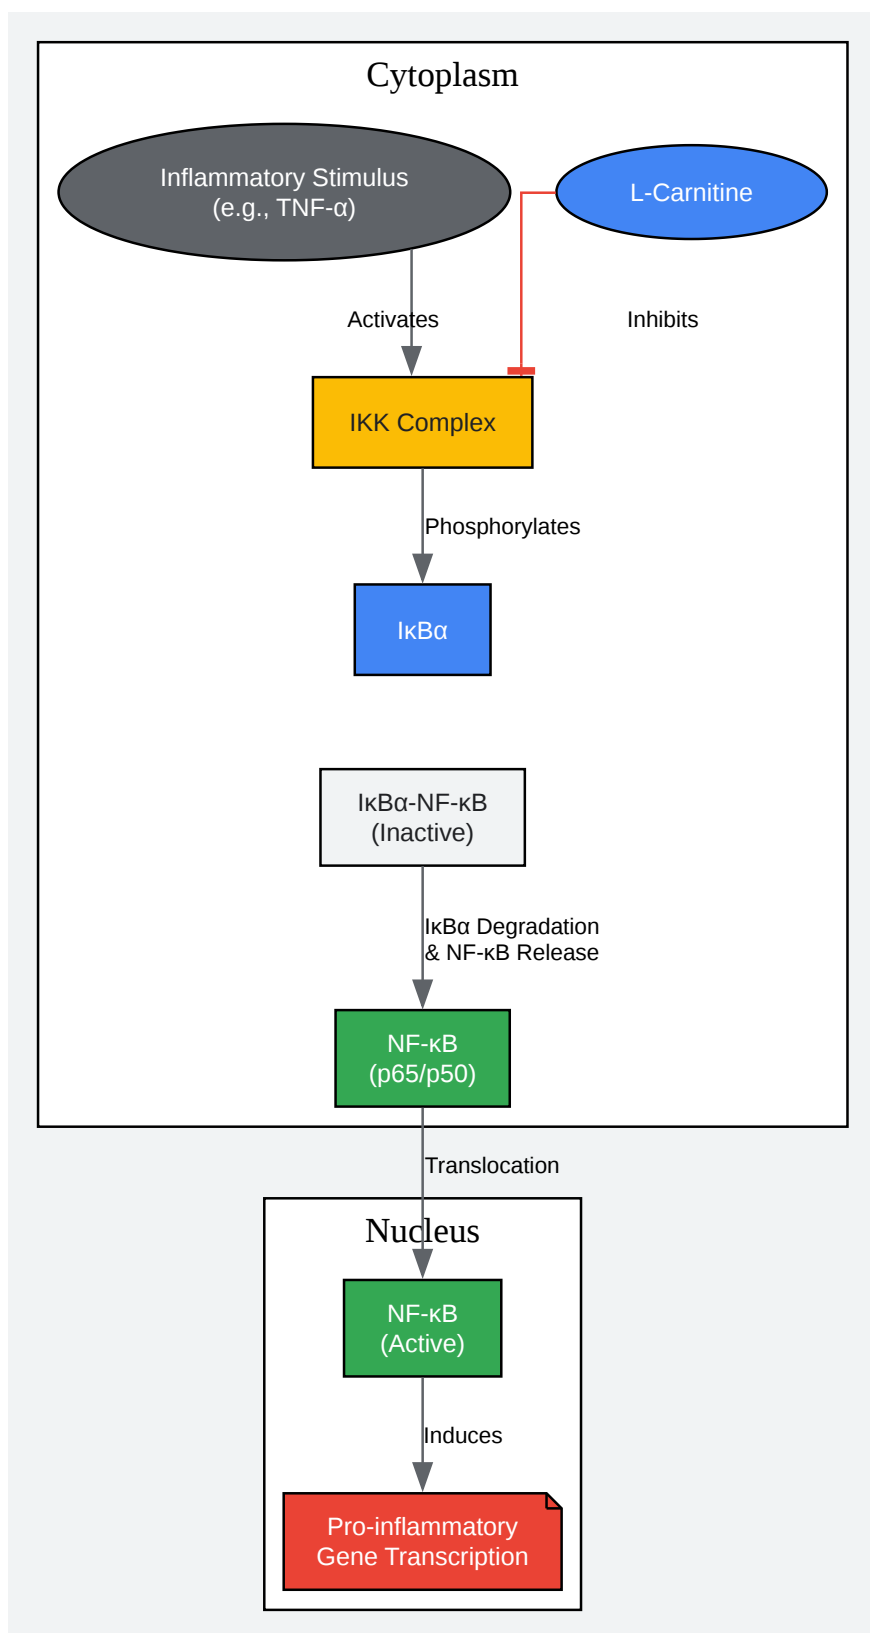 Cytoplasm
Inflammatory Stimulus
(e.g., TNF-α)
L-Carnitine
Activates
Inhibits
IKK Complex
Phosphorylates
IκBα
IκBα-NF-κB
(Inactive)
IκBα Degradation
& NF-κB Release
NF-κB
(p65/p50)
Translocation
Nucleus
NF-κB
(Active)
Induces
Pro-inflammatory
Gene Transcription